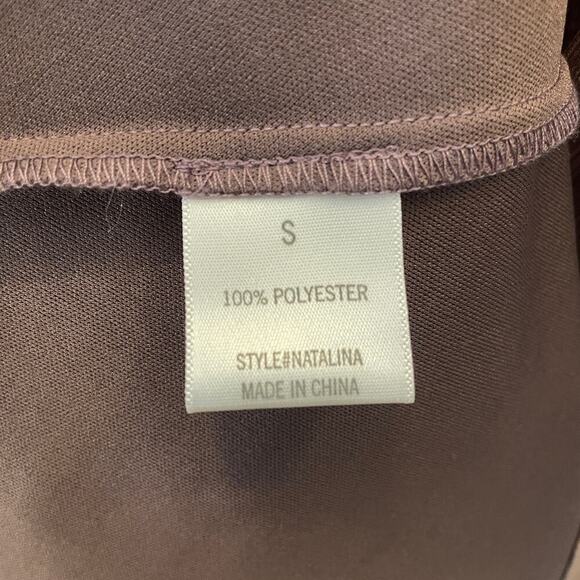 S
100% POLYESTER
STYLE#NATALINA
MADE IN CHINA